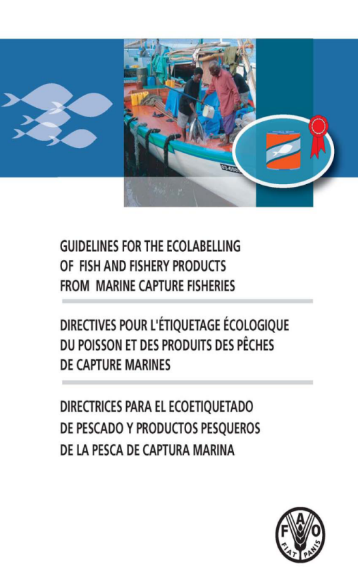 GUIDELINES FOR THE ECOLABELLING
OF FISH AND FISHERY PRODUCTS
FROM MARINE CAPTURE FISHERIES
DIRECTIVES POUR L'ÉTIQUETAGE ÉCOLOGIQUE
DU POISSON ET DES PRODUITS DES PÊCHES
DE CAPTURE MARINES
DIRECTRICES PARA EL ECOETIQUETADO
DE PESCADO Y PRODUCTOS PESQUEROS
DE LA PESCA DE CAPTURA MARINA
FAO
FIAT PANIS